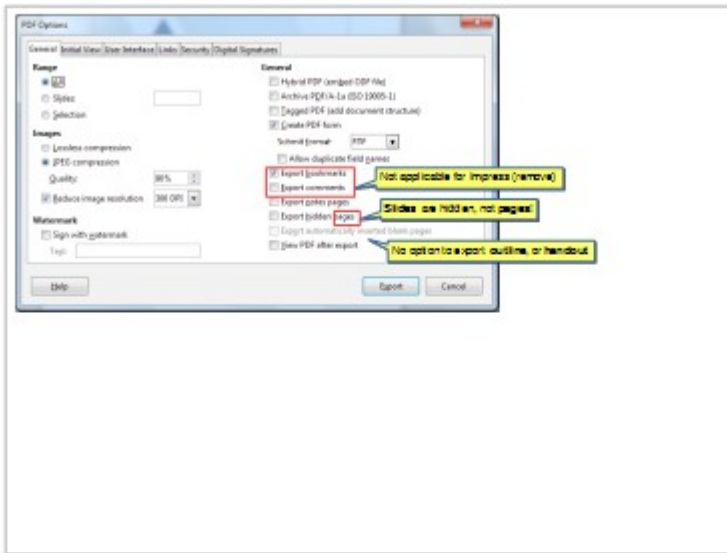 PDF Options
General Initial View User Interface Links Security Digital Signatures
Range
All
Slides
Selection
Images
Lossless compression
JPEG compression
Quality: 90%
Reduce image resolution 300 DPI
Watermark
Sign with watermark
Text:
General
Hybrid PDF (embed ODF file)
Archive PDF/A-1a (ISO 19005-1)
Tagged PDF (add document structure)
Create PDF form
Submit format: FDF
Allow duplicate field names
Export bookmarks
Export comments
Export notes pages
Export hidden pages
Export automatically inserted blank pages
View PDF after export
Not applicable for Impress (remove)
Slides are hidden, not pages!
No option to export outline, or handout
Help Export Cancel